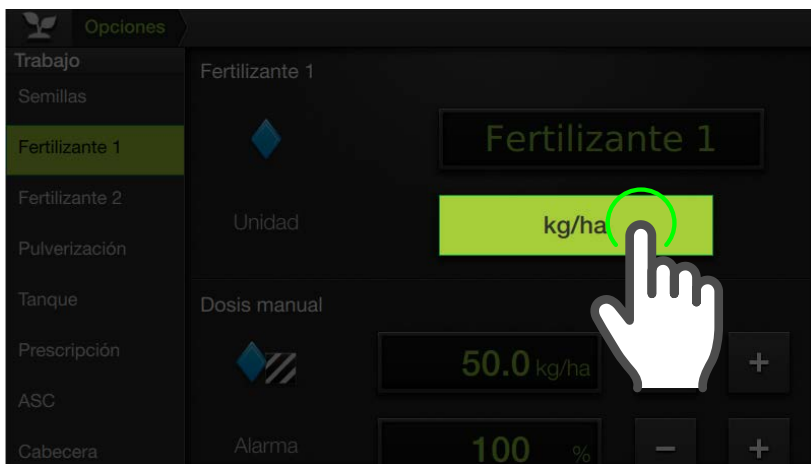 Opciones
Trabajo
Semillas
Fertilizante 1
Fertilizante 2
Pulverización
Tanque
Prescripción
ASC
Cabecera
Fertilizante 1
Fertilizante 1
Unidad
kg/ha
Dosis manual
50.0 kg/ha
+
Alarma
100 %
− +